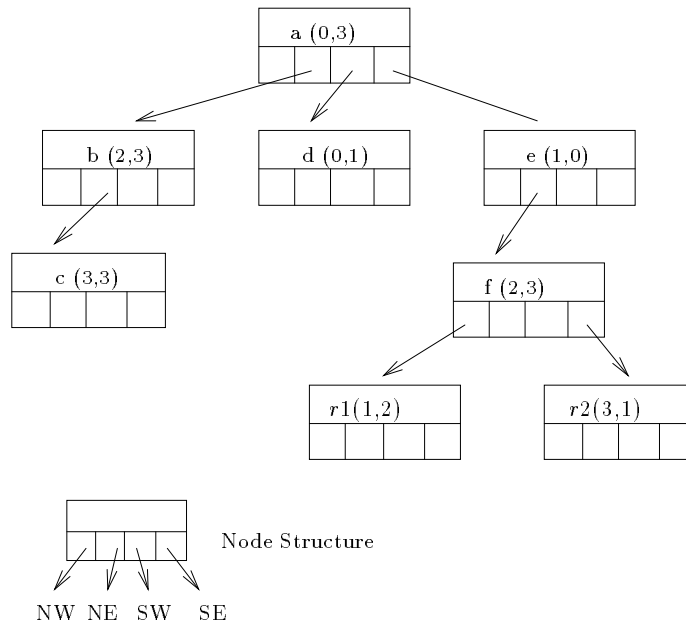 a (0,3)
b (2,3)
d (0,1)
e (1,0)
c (3,3)
f (2,3)
r1(1,2)
r2(3,1)
Node Structure
NW NE SW SE